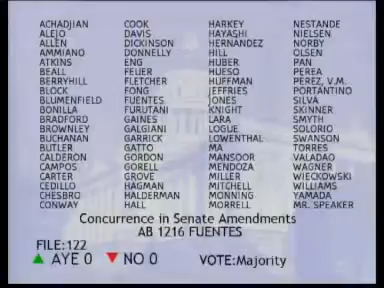 ACHADJIAN COOK HARKEY NESTANDE
ALEJO DAVIS HAYASHI NIELSEN
ALLEN DICKINSON HERNANDEZ NORBY
AMMIANO DONNELLY HILL OLSEN
ATKINS ENG HUBER PAN
BEALL FEUER HUESO PEREA
BERRYHILL FLETCHER HUFFMAN PEREZ, V.M.
BLOCK FONG JEFFRIES PORTANTINO
BLUMENFIELD FUENTES JONES SILVA
BONILLA FURUTANI KNIGHT SKINNER
BRADFORD GAINES LARA SMYTH
BROWNLEY GALGIANI LOGUE SOLORIO
BUCHANAN GARRICK LOWENTHAL SWANSON
BUTLER GATTO MA TORRES
CALDERON GORDON MANSOOR VALADAO
CAMPOS GORELL MENDOZA WAGNER
CARTER GROVE MILLER WIECKOWSKI
CEDILLO HAGMAN MITCHELL WILLIAMS
CHESBRO HALDERMAN MONNING YAMADA
CONWAY HALL MORRELL MR. SPEAKER
Concurrence in Senate Amendments
AB 1216 FUENTES
FILE:122
▲ AYE 0 ▼ NO 0 VOTE:Majority